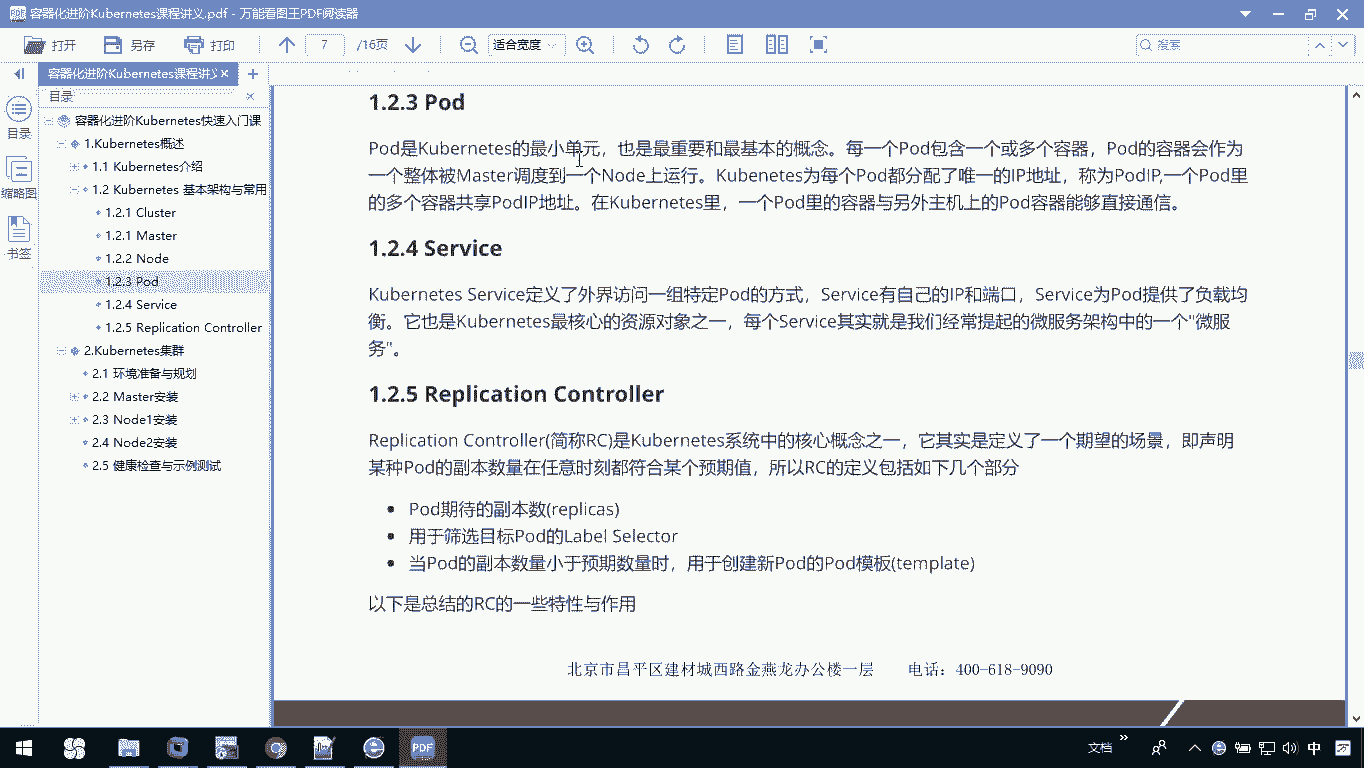 容器化进阶Kubernetes课程讲义.pdf - 万能看图王PDF阅读器
打开 另存 打印 7 /16页 适合宽度 搜索
容器化进阶Kubernetes课程讲义
目录
目录
缩略图
书签
容器化进阶Kubernetes快速入门课
1.Kubernetes概述
1.1 Kubernetes介绍
1.2 Kubernetes 基本架构与常用
1.2.1 Cluster
1.2.1 Master
1.2.2 Node
1.2.3 Pod
1.2.4 Service
1.2.5 Replication Controller
2.Kubernetes集群
2.1 环境准备与规划
2.2 Master安装
2.3 Node1安装
2.4 Node2安装
2.5 健康检查与示例测试
1.2.3 Pod
Pod是Kubernetes的最小单元，也是最重要和最基本的概念。每一个Pod包含一个或多个容器，Pod的容器会作为
一个整体被Master调度到一个Node上运行。Kubenetes为每个Pod都分配了唯一的IP地址，称为PodIP,一个Pod里
的多个容器共享PodIP地址。在Kubernetes里，一个Pod里的容器与另外主机上的Pod容器能够直接通信。
1.2.4 Service
Kubernetes Service定义了外界访问一组特定Pod的方式，Service有自己的IP和端口，Service为Pod提供了负载均
衡。它也是Kubernetes最核心的资源对象之一，每个Service其实就是我们经常提起的微服务架构中的一个"微服
务"。
1.2.5 Replication Controller
Replication Controller(简称RC)是Kubernetes系统中的核心概念之一，它其实是定义了一个期望的场景，即声明
某种Pod的副本数量在任意时刻都符合某个预期值，所以RC的定义包括如下几个部分
Pod期待的副本数(replicas)
用于筛选目标Pod的Label Selector
当Pod的副本数量小于预期数量时，用于创建新Pod的Pod模板(template)
以下是总结的RC的一些特性与作用
北京市昌平区建材城西路金燕龙办公楼一层 电话：400-618-9090
PDF 文档 中